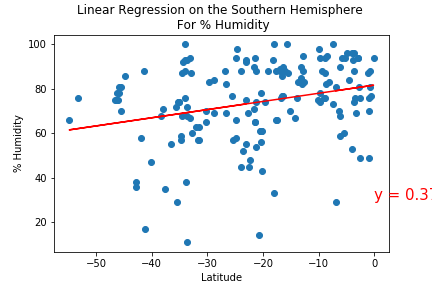 Linear Regression on the Southern Hemisphere
For % Humidity
% Humidity
100
80
60
40
20
y = 0.37
−50
−40
−30
−20
−10
0
Latitude